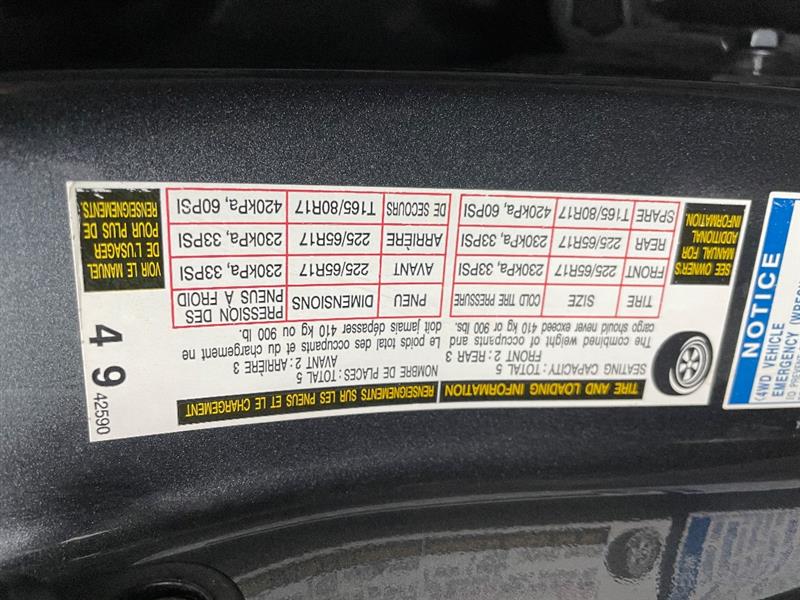 TIRE AND LOADING INFORMATION
RENSEIGNEMENTS SUR LES PNEUS ET LE CHARGEMENT
SEATING CAPACITY: TOTAL 5
FRONT 2: REAR 3
The combined weight of occupants and
cargo should never exceed 410 kg or 900 lb.
NOMBRE DE PLACES: TOTAL 5
AVANT 2: ARRIÈRE 3
Le poids total des occupants et du chargement ne
doit jamais dépasser 410 kg ou 900 lb.
TIRE SIZE COLD TIRE PRESSURE
FRONT 225/65R17 230kPa, 33PSI
REAR 225/65R17 230kPa, 33PSI
SPARE T165/80R17 420kPa, 60PSI
PNEU DIMENSIONS PRESSION DES
PNEUS À FROID
AVANT 225/65R17 230kPa, 33PSI
ARRIÈRE 225/65R17 230kPa, 33PSI
DE SECOURS T165/80R17 420kPa, 60PSI
SEE OWNER'S
MANUAL FOR
ADDITIONAL
INFORMATION.
VOIR LE MANUEL
DE L'USAGER
POUR PLUS DE
RENSEIGNEMENTS.
42590
4 9
NOTICE
<4WD VEHICLE
EMERGENCY